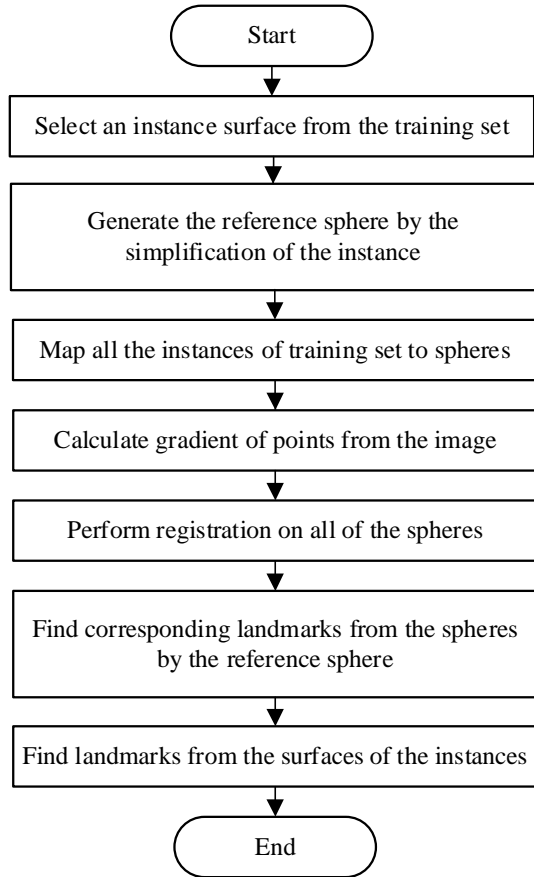 Start
Select an instance surface from the training set
Generate the reference sphere by the
simplification of the instance
Map all the instances of training set to spheres
Calculate gradient of points from the image
Perform registration on all of the spheres
Find corresponding landmarks from the spheres
by the reference sphere
Find landmarks from the surfaces of the instances
End